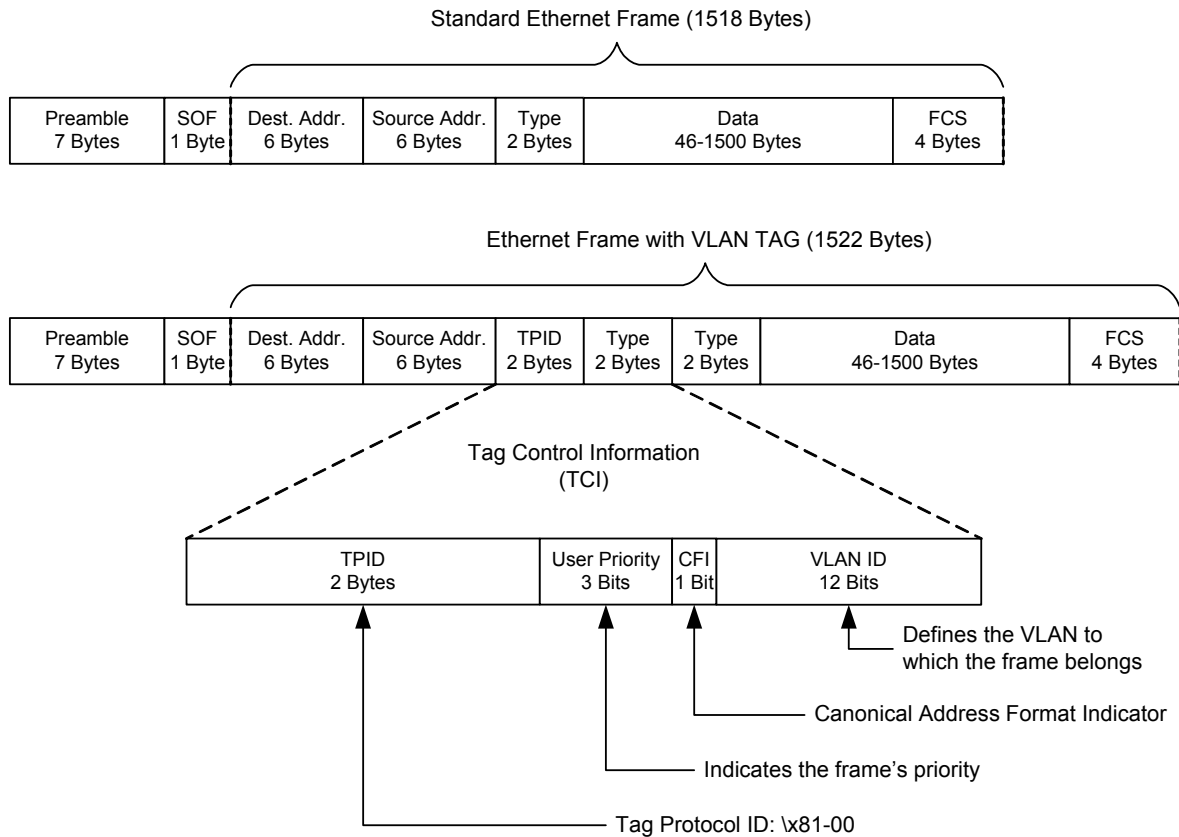 Standard Ethernet Frame (1518 Bytes)
Preamble
7 Bytes
SOF
1 Byte
Dest. Addr.
6 Bytes
Source Addr.
6 Bytes
Type
2 Bytes
Data
46-1500 Bytes
FCS
4 Bytes
Ethernet Frame with VLAN TAG (1522 Bytes)
Preamble
7 Bytes
SOF
1 Byte
Dest. Addr.
6 Bytes
Source Addr.
6 Bytes
TPID
2 Bytes
Type
2 Bytes
Type
2 Bytes
Data
46-1500 Bytes
FCS
4 Bytes
Tag Control Information
(TCI)
TPID
2 Bytes
User Priority
3 Bits
CFI
1 Bit
VLAN ID
12 Bits
Defines the VLAN to
which the frame belongs
Canonical Address Format Indicator
Indicates the frame's priority
Tag Protocol ID: \x81-00